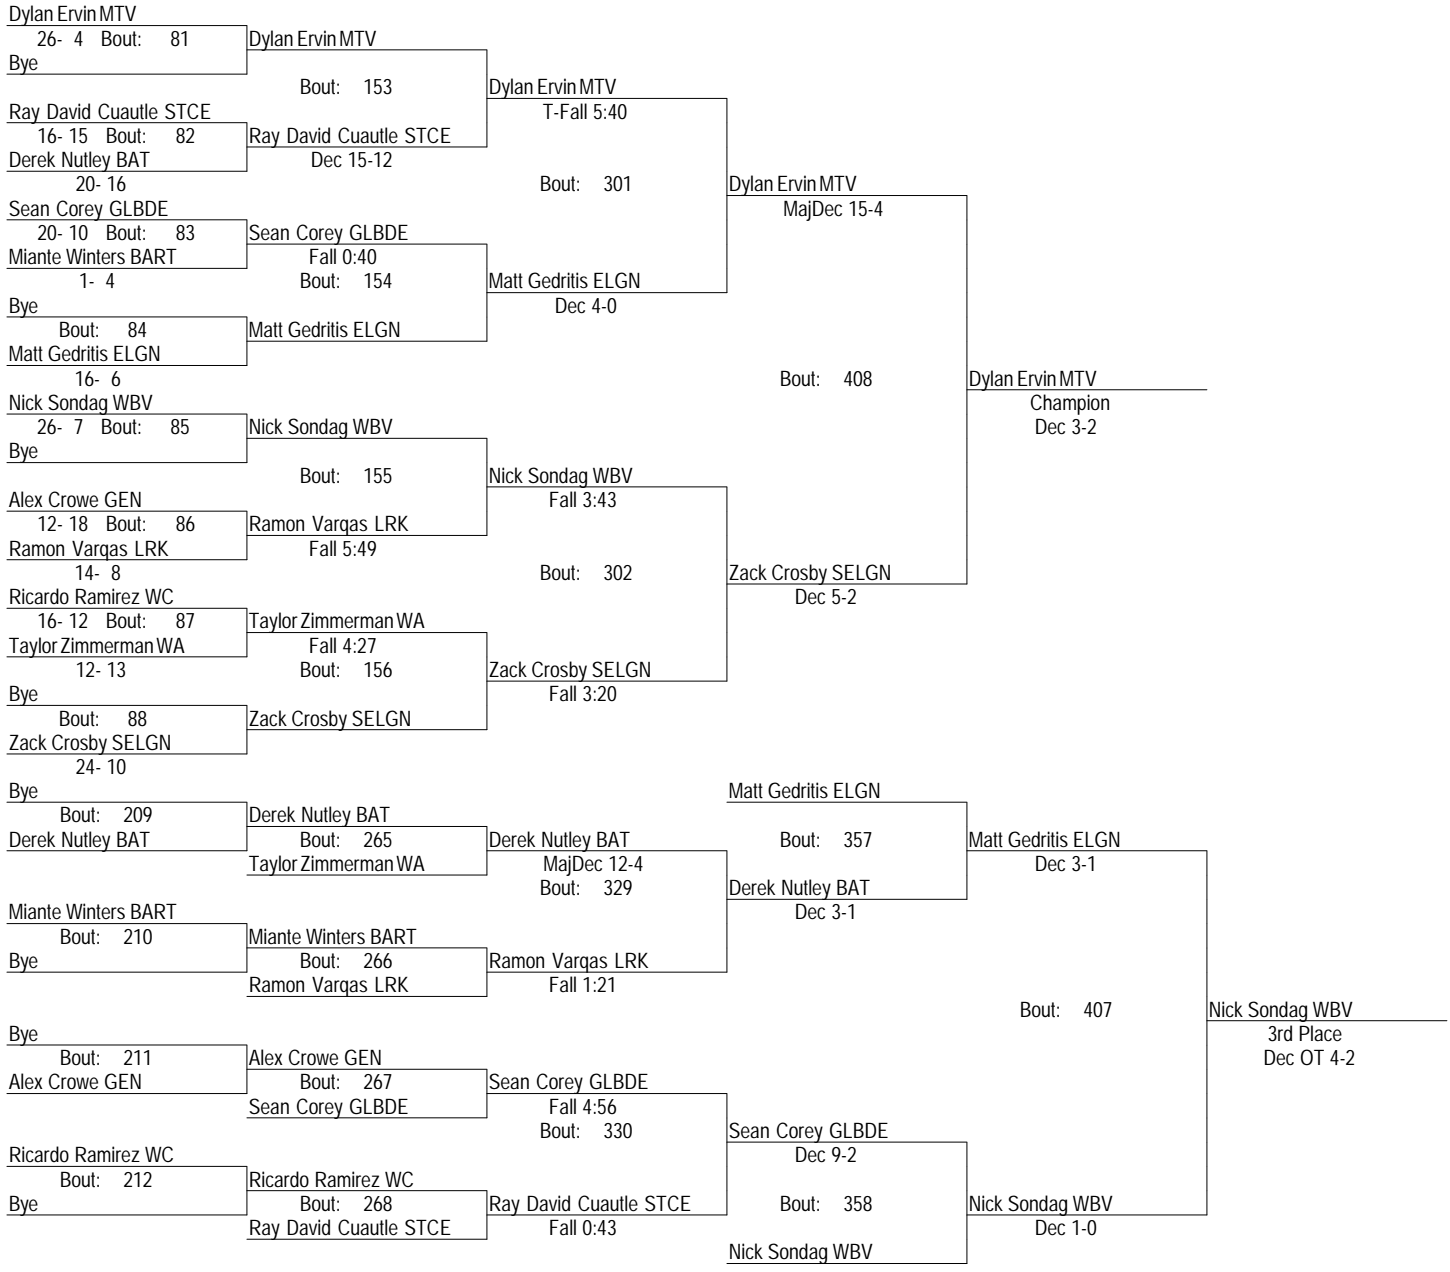 Dylan Ervin MTV
26- 4 Bout: 81
Dylan Ervin MTV
Bye
Bout: 153
Dylan Ervin MTV
T-Fall 5:40
Ray David Cuautle STCE
16- 15 Bout: 82
Ray David Cuautle STCE
Dec 15-12
Derek Nutley BAT
20- 16
Bout: 301
Dylan Ervin MTV
MajDec 15-4
Sean Corey GLBDE
20- 10 Bout: 83
Sean Corey GLBDE
Fall 0:40
Miante Winters BART
1- 4
Bout: 154
Matt Gedritis ELGN
Dec 4-0
Bye
Bout: 84
Matt Gedritis ELGN
Matt Gedritis ELGN
16- 6
Bout: 408
Dylan Ervin MTV
Champion
Dec 3-2
Nick Sondag WBV
26- 7 Bout: 85
Nick Sondag WBV
Bye
Bout: 155
Nick Sondag WBV
Fall 3:43
Alex Crowe GEN
12- 18 Bout: 86
Ramon Varqas LRK
Fall 5:49
Ramon Varqas LRK
14- 8
Bout: 302
Zack Crosby SELGN
Dec 5-2
Ricardo Ramirez WC
16- 12 Bout: 87
Taylor Zimmerman WA
Fall 4:27
Taylor Zimmerman WA
12- 13
Bout: 156
Zack Crosby SELGN
Fall 3:20
Bye
Bout: 88
Zack Crosby SELGN
Zack Crosby SELGN
24- 10
Bye
Bout: 209
Derek Nutley BAT
Derek Nutley BAT
Bout: 265
Derek Nutley BAT
MajDec 12-4
Taylor Zimmerman WA
Matt Gedritis ELGN
Bout: 357
Matt Gedritis ELGN
Dec 3-1
Bout: 329
Derek Nutley BAT
Dec 3-1
Miante Winters BART
Bout: 210
Miante Winters BART
Bye
Bout: 266
Ramon Varqas LRK
Fall 1:21
Ramon Varqas LRK
Bout: 407
Nick Sondag WBV
3rd Place
Dec OT 4-2
Bye
Bout: 211
Alex Crowe GEN
Alex Crowe GEN
Bout: 267
Sean Corey GLBDE
Fall 4:56
Sean Corey GLBDE
Bout: 330
Sean Corey GLBDE
Dec 9-2
Ricardo Ramirez WC
Bout: 212
Ricardo Ramirez WC
Bye
Bout: 268
Ray David Cuautle STCE
Fall 0:43
Ray David Cuautle STCE
Bout: 358
Nick Sondag WBV
Dec 1-0
Nick Sondag WBV